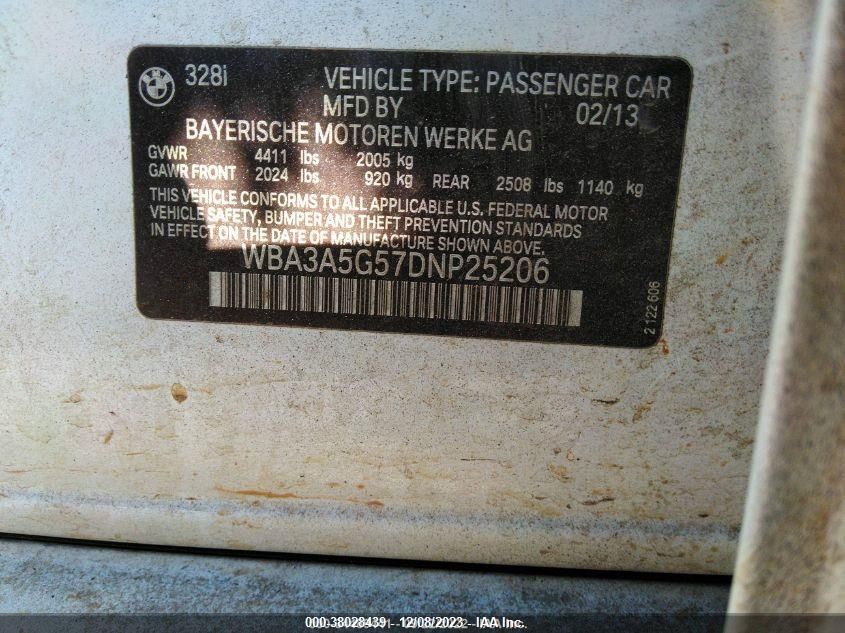 328i VEHICLE TYPE: PASSENGER CAR
MFD BY 02/13
BAYERISCHE MOTOREN WERKE AG
GVWR 4411 lbs 2005 kg
GAWR FRONT 2024 lbs 920 kg REAR 2508 lbs 1140 kg
THIS VEHICLE CONFORMS TO ALL APPLICABLE U.S. FEDERAL MOTOR
VEHICLE SAFETY, BUMPER AND THEFT PREVENTION STANDARDS
IN EFFECT ON THE DATE OF MANUFACTURE SHOWN ABOVE.
WBA3A5G57DNP25206
2 122 606
000.38028439 12/08/2023 IAA Inc.